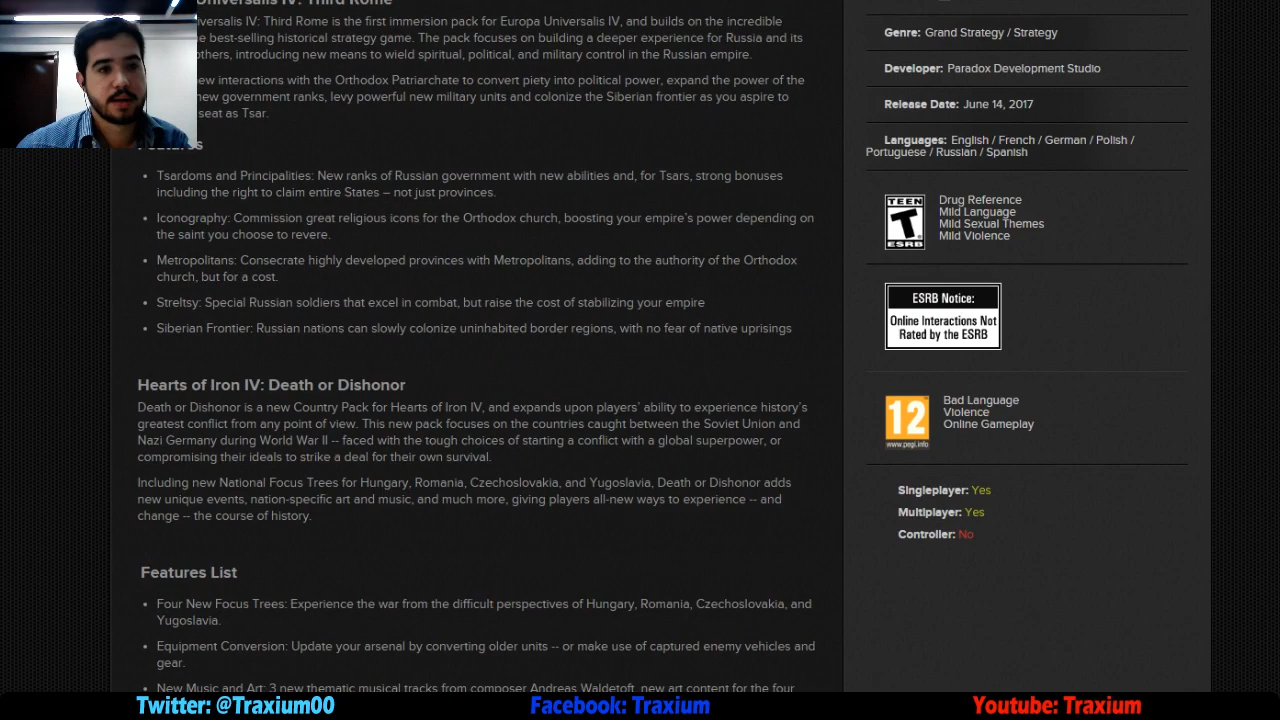 Universalis IV: Third Rome
versalis IV: Third Rome is the first immersion pack for Europa Universalis IV, and builds on the incredible
e best-selling historical strategy game. The pack focuses on building a deeper experience for Russia and its
others, introducing new means to wield spiritual, political, and military control in the Russian empire.
ew interactions with the Orthodox Patriarchate to convert piety into political power, expand the power of the
new government ranks, levy powerful new military units and colonize the Siberian frontier as you aspire to
seat as Tsar.
Features
• Tsardoms and Principalities: New ranks of Russian government with new abilities and, for Tsars, strong bonuses
including the right to claim entire States – not just provinces.
• Iconography: Commission great religious icons for the Orthodox church, boosting your empire's power depending on
the saint you choose to revere.
• Metropolitans: Consecrate highly developed provinces with Metropolitans, adding to the authority of the Orthodox
church, but for a cost.
• Streltsy: Special Russian soldiers that excel in combat, but raise the cost of stabilizing your empire
• Siberian Frontier: Russian nations can slowly colonize uninhabited border regions, with no fear of native uprisings
Hearts of Iron IV: Death or Dishonor
Death or Dishonor is a new Country Pack for Hearts of Iron IV, and expands upon players' ability to experience history's
greatest conflict from any point of view. This new pack focuses on the countries caught between the Soviet Union and
Nazi Germany during World War II -- faced with the tough choices of starting a conflict with a global superpower, or
compromising their ideals to strike a deal for their own survival.
Including new National Focus Trees for Hungary, Romania, Czechoslovakia, and Yugoslavia, Death or Dishonor adds
new unique events, nation-specific art and music, and much more, giving players all-new ways to experience -- and
change -- the course of history.
Features List
• Four New Focus Trees: Experience the war from the difficult perspectives of Hungary, Romania, Czechoslovakia, and
Yugoslavia.
• Equipment Conversion: Update your arsenal by converting older units -- or make use of captured enemy vehicles and
gear.
• New Music and Art: 3 new thematic musical tracks from composer Andreas Waldetoft, new art content for the four
Genre: Grand Strategy / Strategy
Developer: Paradox Development Studio
Release Date: June 14, 2017
Languages: English / French / German / Polish /
Portuguese / Russian / Spanish
TEEN
T
ESRB
Drug Reference
Mild Language
Mild Sexual Themes
Mild Violence
ESRB Notice:
Online Interactions Not
Rated by the ESRB
12
www.pegi.info
Bad Language
Violence
Online Gameplay
Singleplayer: Yes
Multiplayer: Yes
Controller: No
Twitter: @Traxium00
Facebook: Traxium
Youtube: Traxium